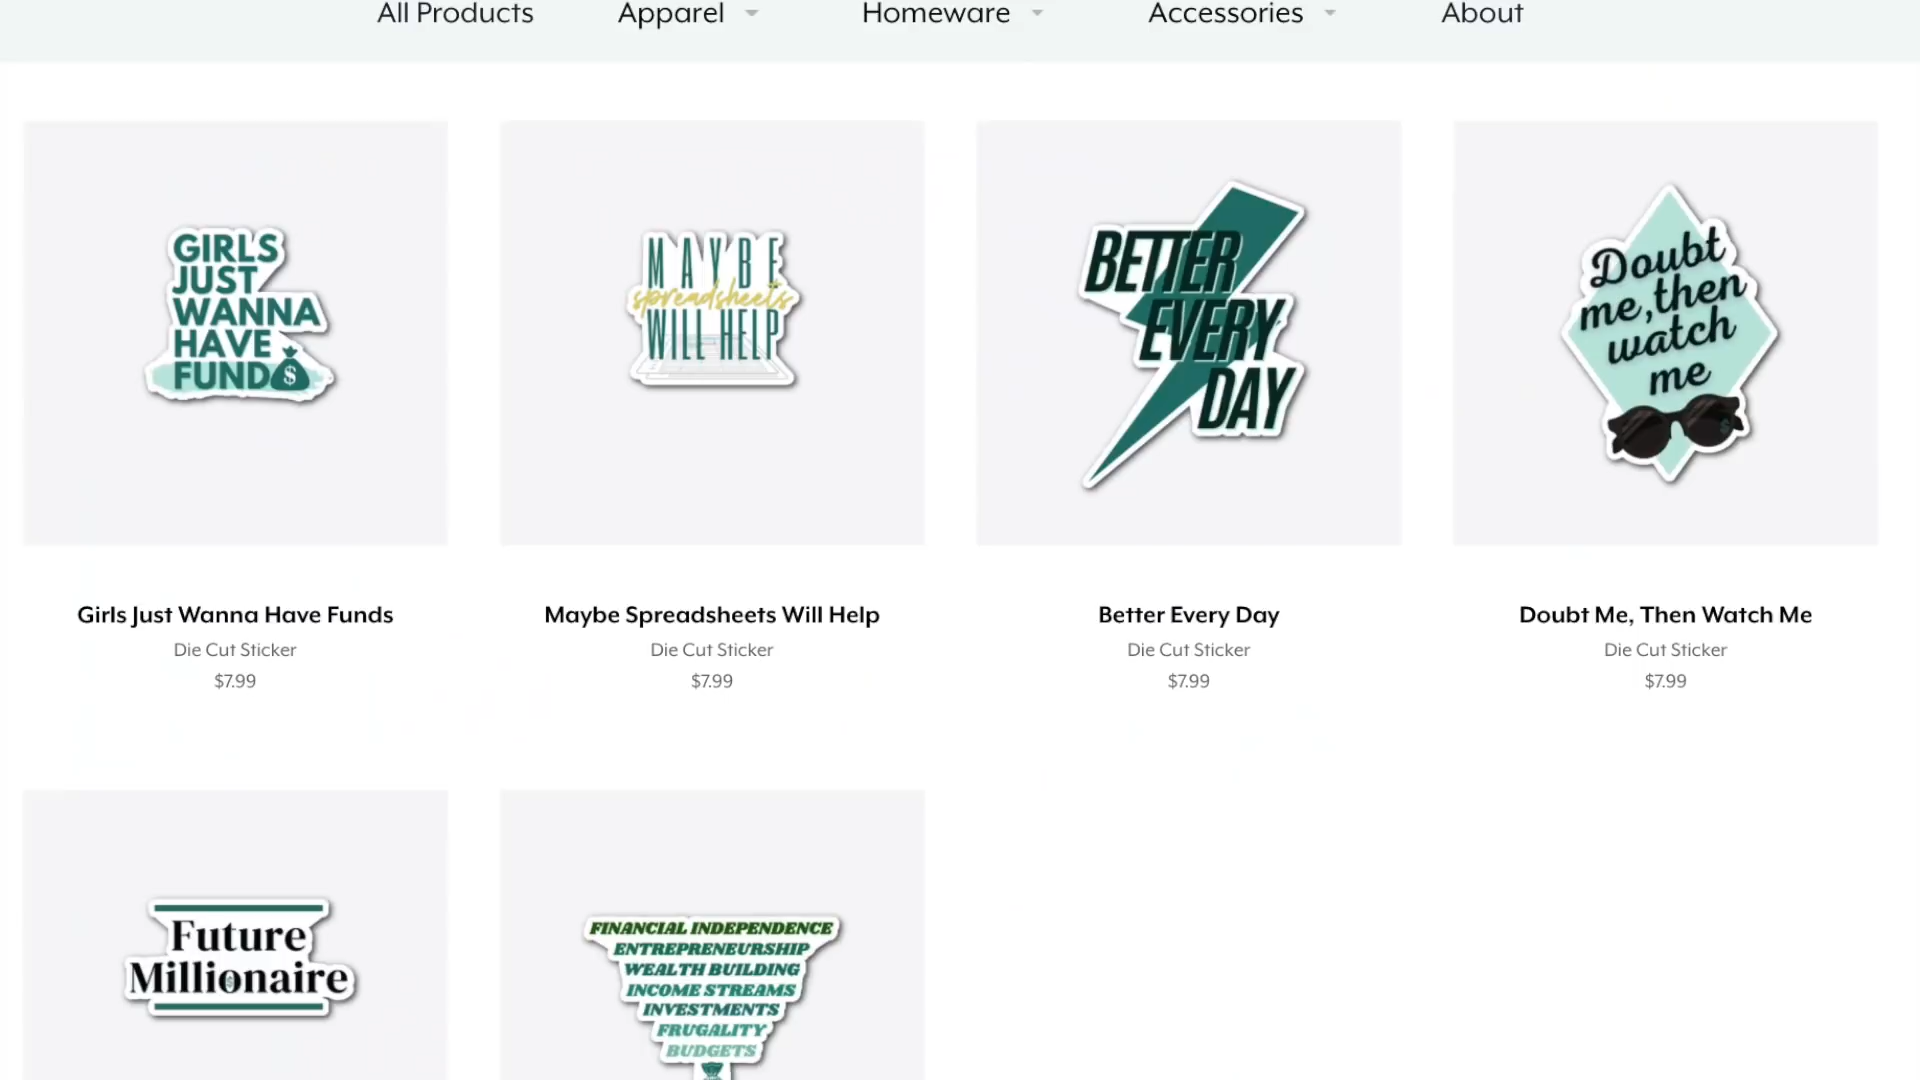 All Products
Apparel
Homeware
Accessories
About
GIRLS
JUST
WANNA
HAVE
FUND
$
MAYBE
spreadsheets
WILL HELP
BETTER
EVERY
DAY
Doubt
me, then
watch
me
Girls Just Wanna Have Funds
Die Cut Sticker
$7.99
Maybe Spreadsheets Will Help
Die Cut Sticker
$7.99
Better Every Day
Die Cut Sticker
$7.99
Doubt Me, Then Watch Me
Die Cut Sticker
$7.99
Future
Millionaire
FINANCIAL INDEPENDENCE
ENTREPRENEURSHIP
WEALTH BUILDING
INCOME STREAMS
INVESTMENTS
FRUGALITY
BUDGETS